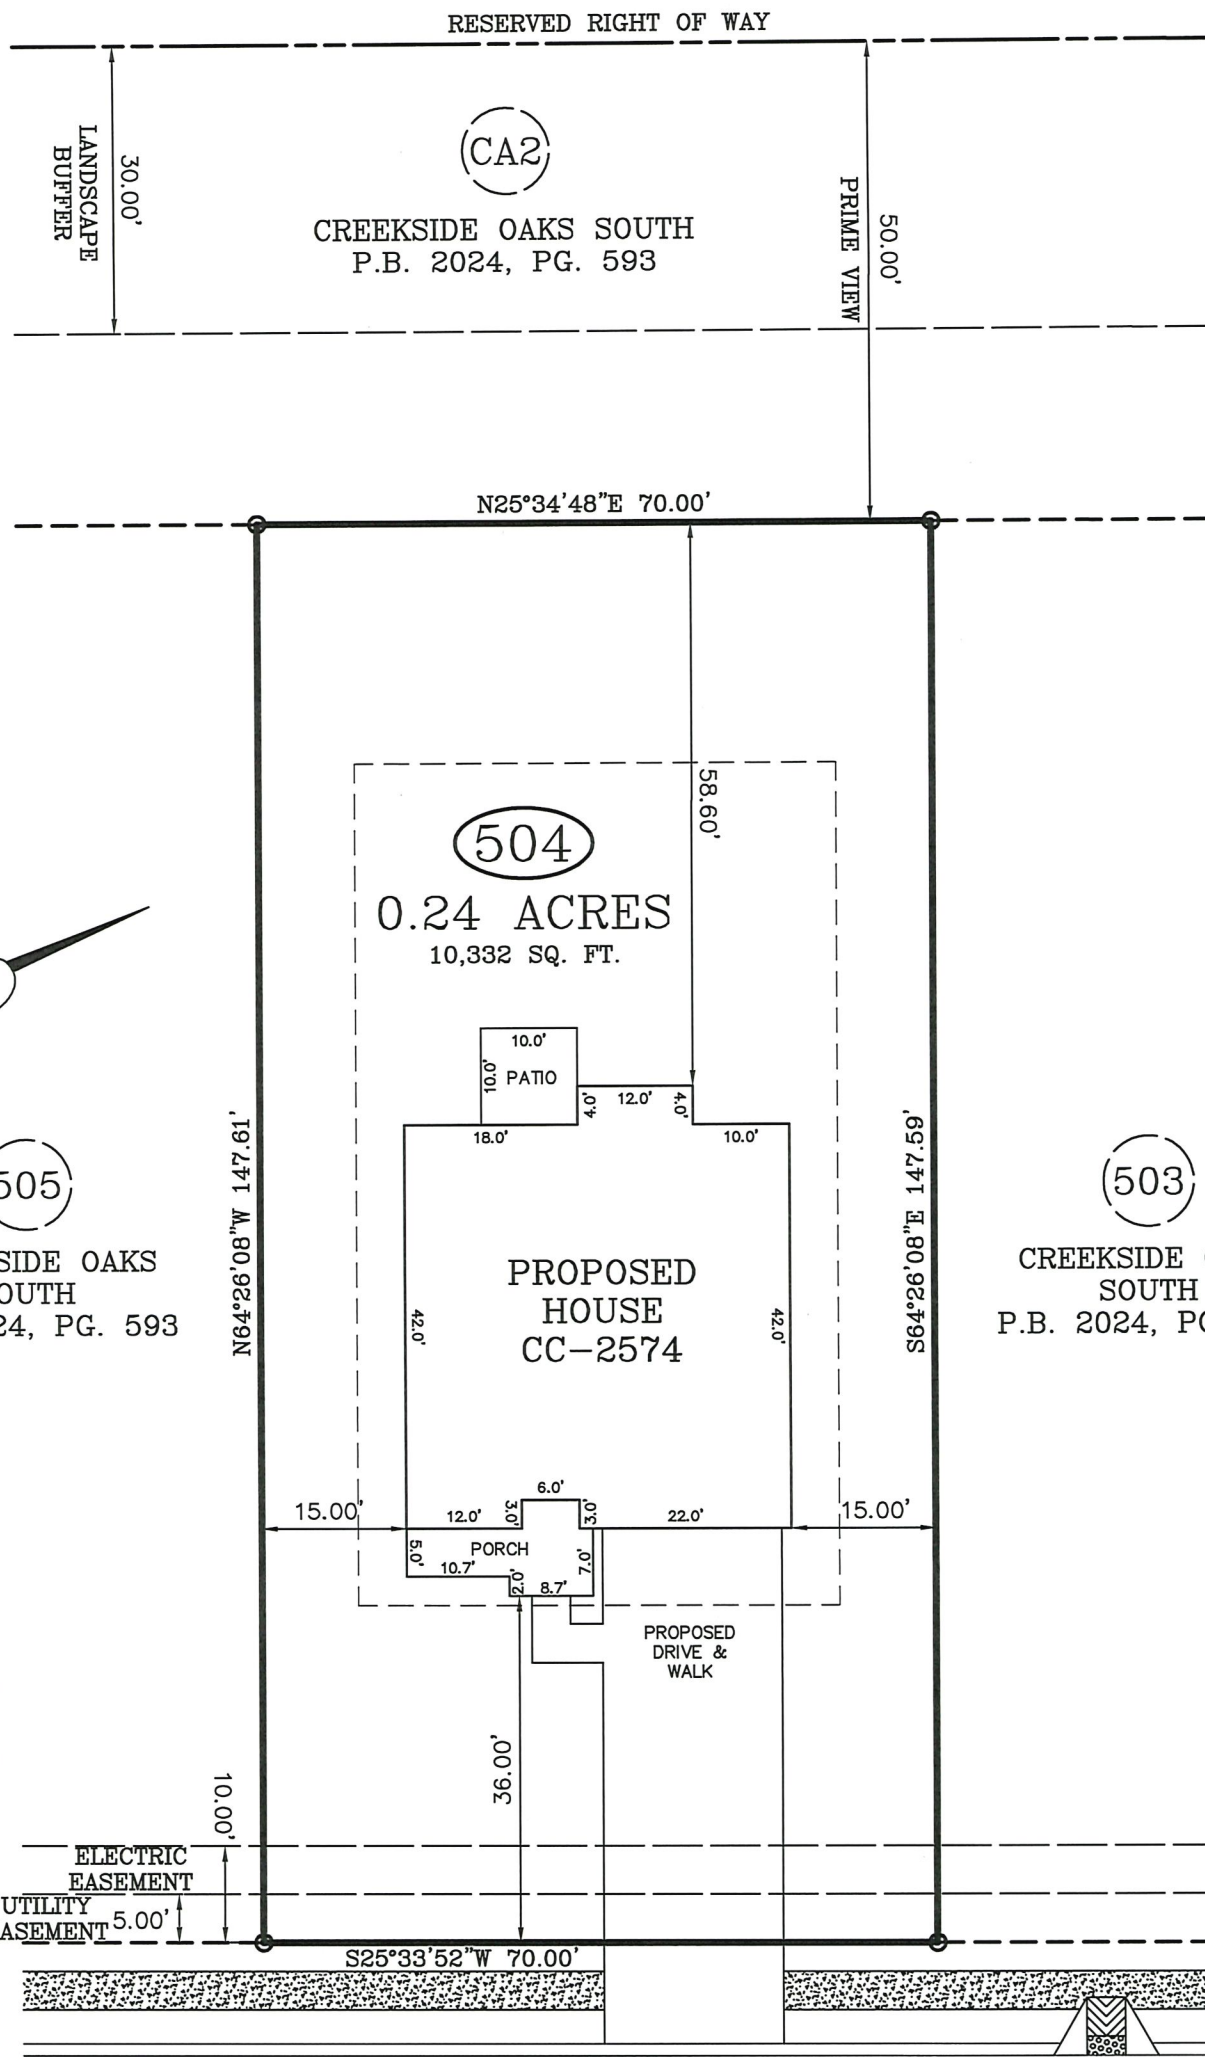 RESERVED RIGHT OF WAY
30.00'
LANDSCAPE
BUFFER
CA2
CREEKSIDE OAKS SOUTH
P.B. 2024, PG. 593
50.00'
PRIME VIEW
N25°34'48"E 70.00'
58.60'
504
0.24 ACRES
10,332 SQ. FT.
10.0'
10.0'
PATIO
4.0'
12.0'
4.0'
18.0'
10.0'
N64°26'08"W 147.61'
S64°26'08"E 147.59'
505
SIDE OAKS
OUTH
24, PG. 593
503
CREEKSIDE
SOUTH
P.B. 2024,
PROPOSED
HOUSE
CC-2574
42.0'
42.0'
15.00'
12.0'
3.0'
6.0'
3.0'
22.0'
15.00'
5.0'
PORCH
10.7'
2.0'
8.7'
7.0'
PROPOSED
DRIVE &
WALK
36.00'
10.00'
ELECTRIC
EASEMENT
UTILITY
ASEMENT
5.00'
S25°33'52"W 70.00'